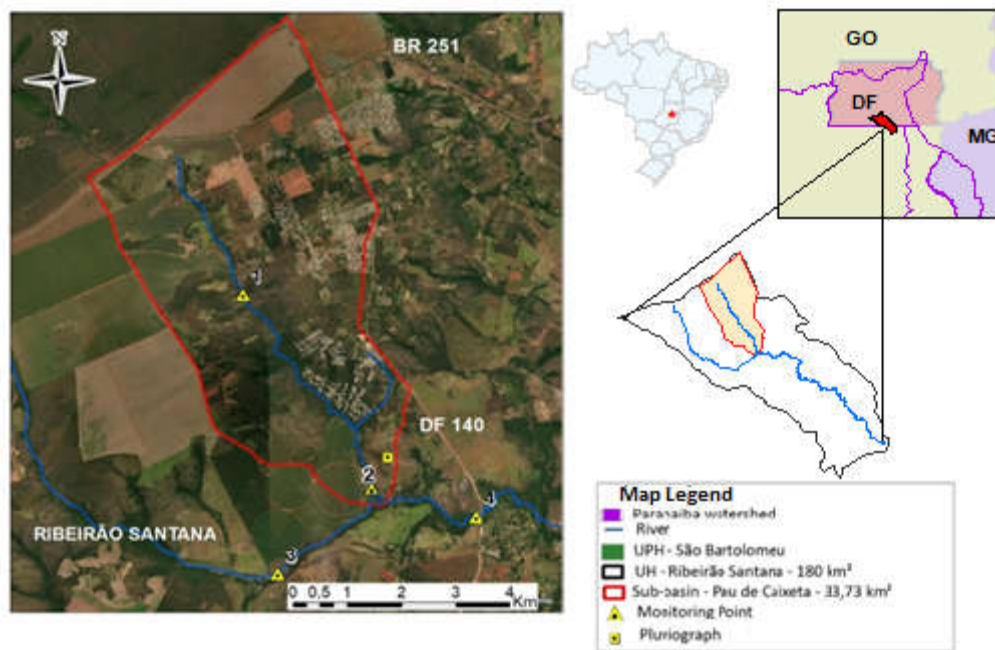 N
BR 251
1
DF 140
2
4
RIBEIRÃO SANTANA
3
0 0,5 1 2 3 4
Km
GO
DF
MG
Map Legend
Paranaíba watershed
River
UPH - São Bartolomeu
UH - Ribeirão Santana - 180 km²
Sub-basin - Pau de Caixeta - 33,73 km²
Monitoring Point
Pluviograph